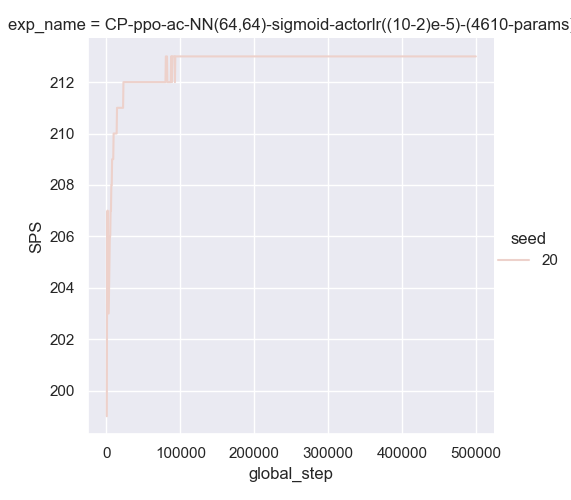 exp_name = CP-ppo-ac-NN(64,64)-sigmoid-actorlr((10-2)e-5)-(4610-params)
212
210
208
206
204
202
200
SPS
seed
20
0 100000 200000 300000 400000 500000
global_step